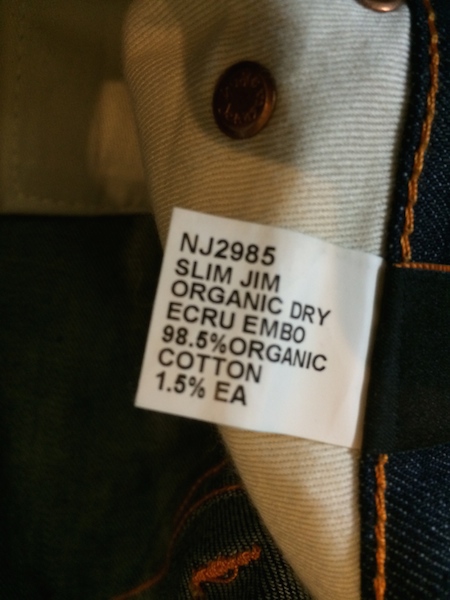 NJ2985
SLIM JIM
ORGANIC DRY
ECRU EMBO
98.5%ORGANIC
COTTON
1.5% EA